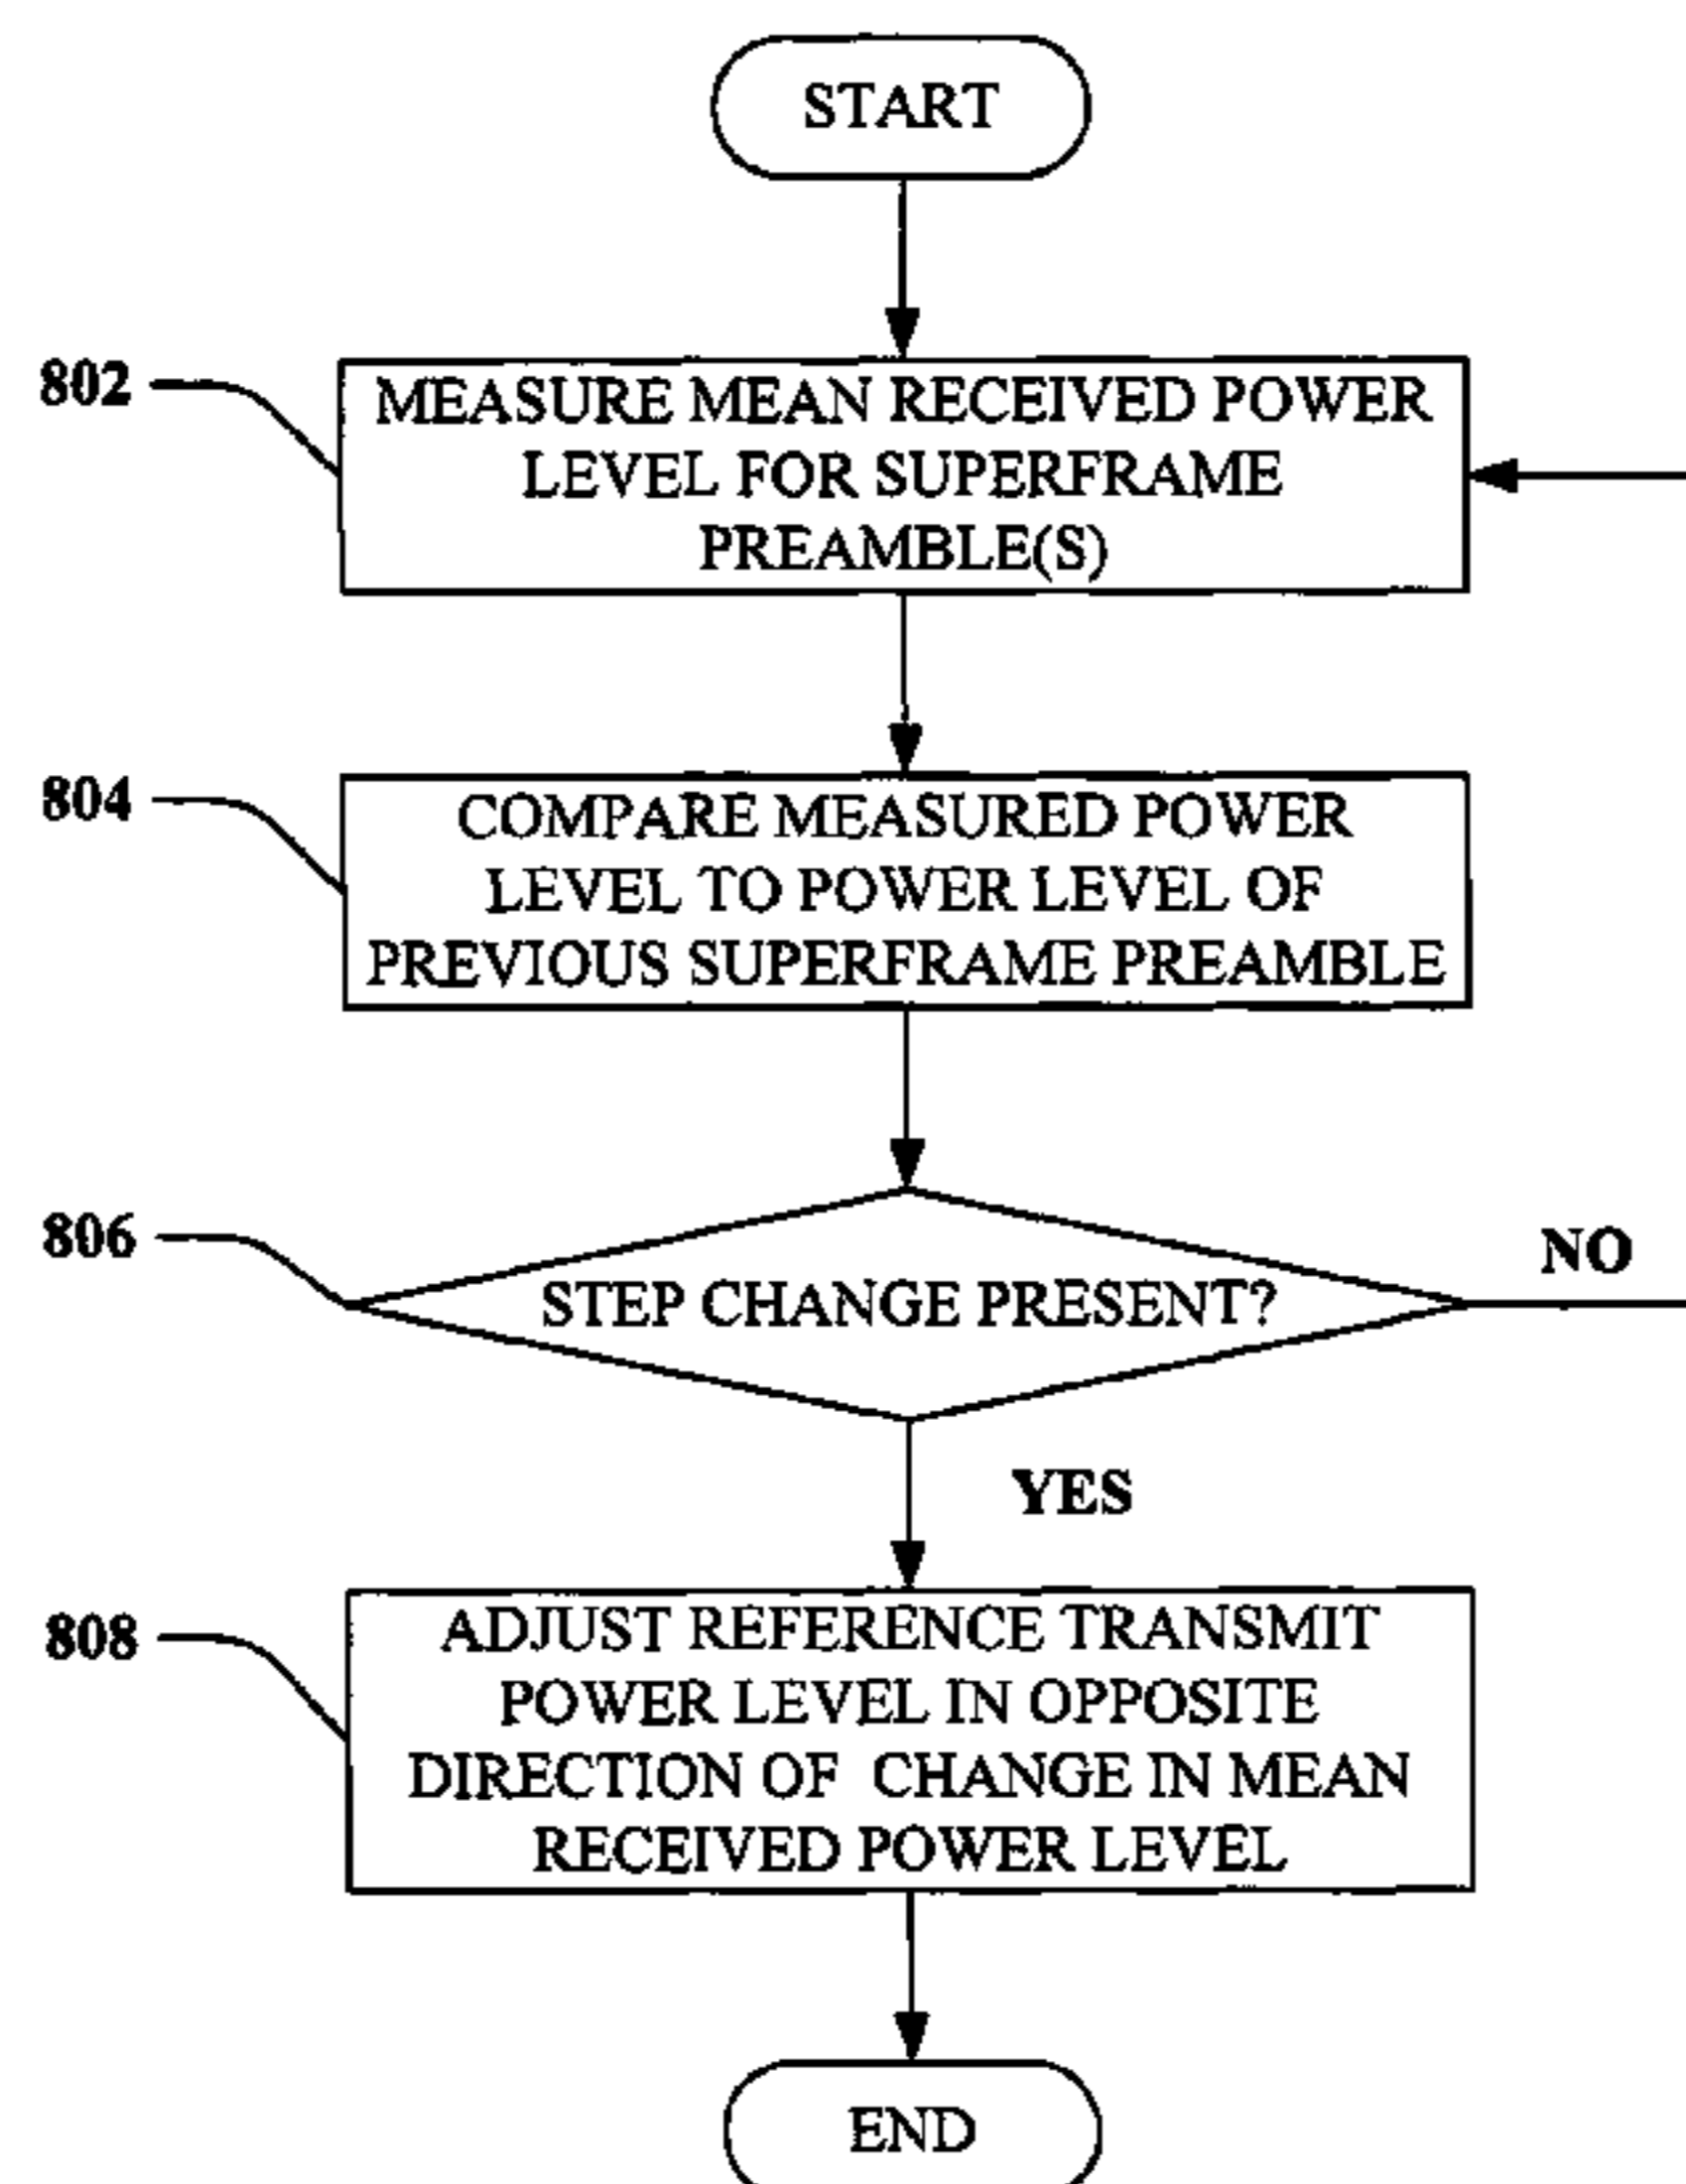 START
802
MEASURE MEAN RECEIVED POWER
LEVEL FOR SUPERFRAME
PREAMBLE(S)
804
COMPARE MEASURED POWER
LEVEL TO POWER LEVEL OF
PREVIOUS SUPERFRAME PREAMBLE
806
STEP CHANGE PRESENT?
NO
YES
808
ADJUST REFERENCE TRANSMIT
POWER LEVEL IN OPPOSITE
DIRECTION OF CHANGE IN MEAN
RECEIVED POWER LEVEL
END